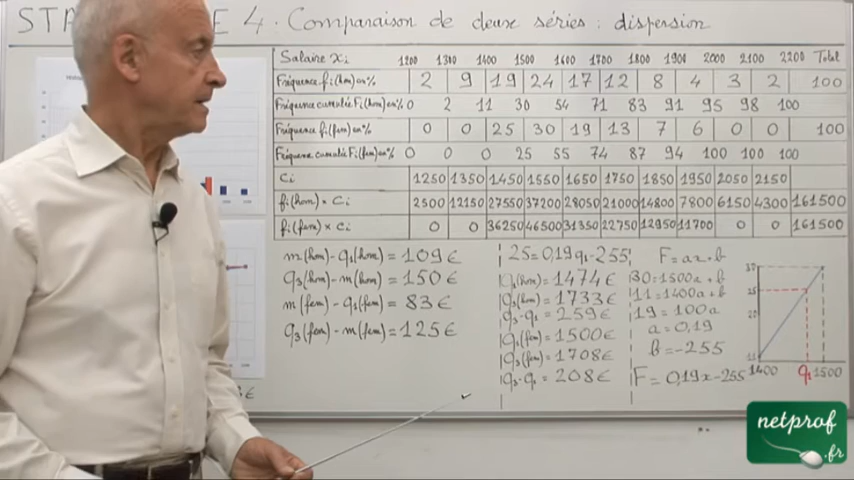 STA E 4. Comparaison de deux séries : dispersion
Salaire xi 1200 1300 1400 1500 1600 1700 1800 1900 2000 2100 2200 Total
Fréquence fi(hom) en% 2 9 19 24 17 12 8 4 3 2 100
Fréquence cumulée Fi(hom) en% 0 2 11 30 54 71 83 91 95 98 100
Fréquence fi(fem) en% 0 0 25 30 19 13 7 6 0 0 100
Fréquence cumulée Fi(fem) en% 0 0 0 25 55 74 87 94 100 100 100
Ci 1250 1350 1450 1550 1650 1750 1850 1950 2050 2150
fi(hom) × Ci 2500 12150 27550 37200 28050 21000 14800 7800 6150 4300 161500
fi(fem) × Ci 0 0 36250 46500 31350 22750 12950 11700 0 0 161500
m(hom) - q1(hom) = 109€
q3(hom) - m(hom) = 150€
m(fem) - q1(fem) = 83€
q3(fem) - m(fem) = 125€
25 = 0,19q1 - 255
q1(hom) = 1474€
q3(hom) = 1733€
q3-q1 = 259€
q1(fem) = 1500€
q3(fem) = 1708€
q3-q1 = 208€
F = ax + b
30 = 1500a + b
11 = 1400a + b
19 = 100a
a = 0,19
b = -255
F = 0,19x - 255
30
25
20
11
1400 q1 1500
€
netprof
.fr